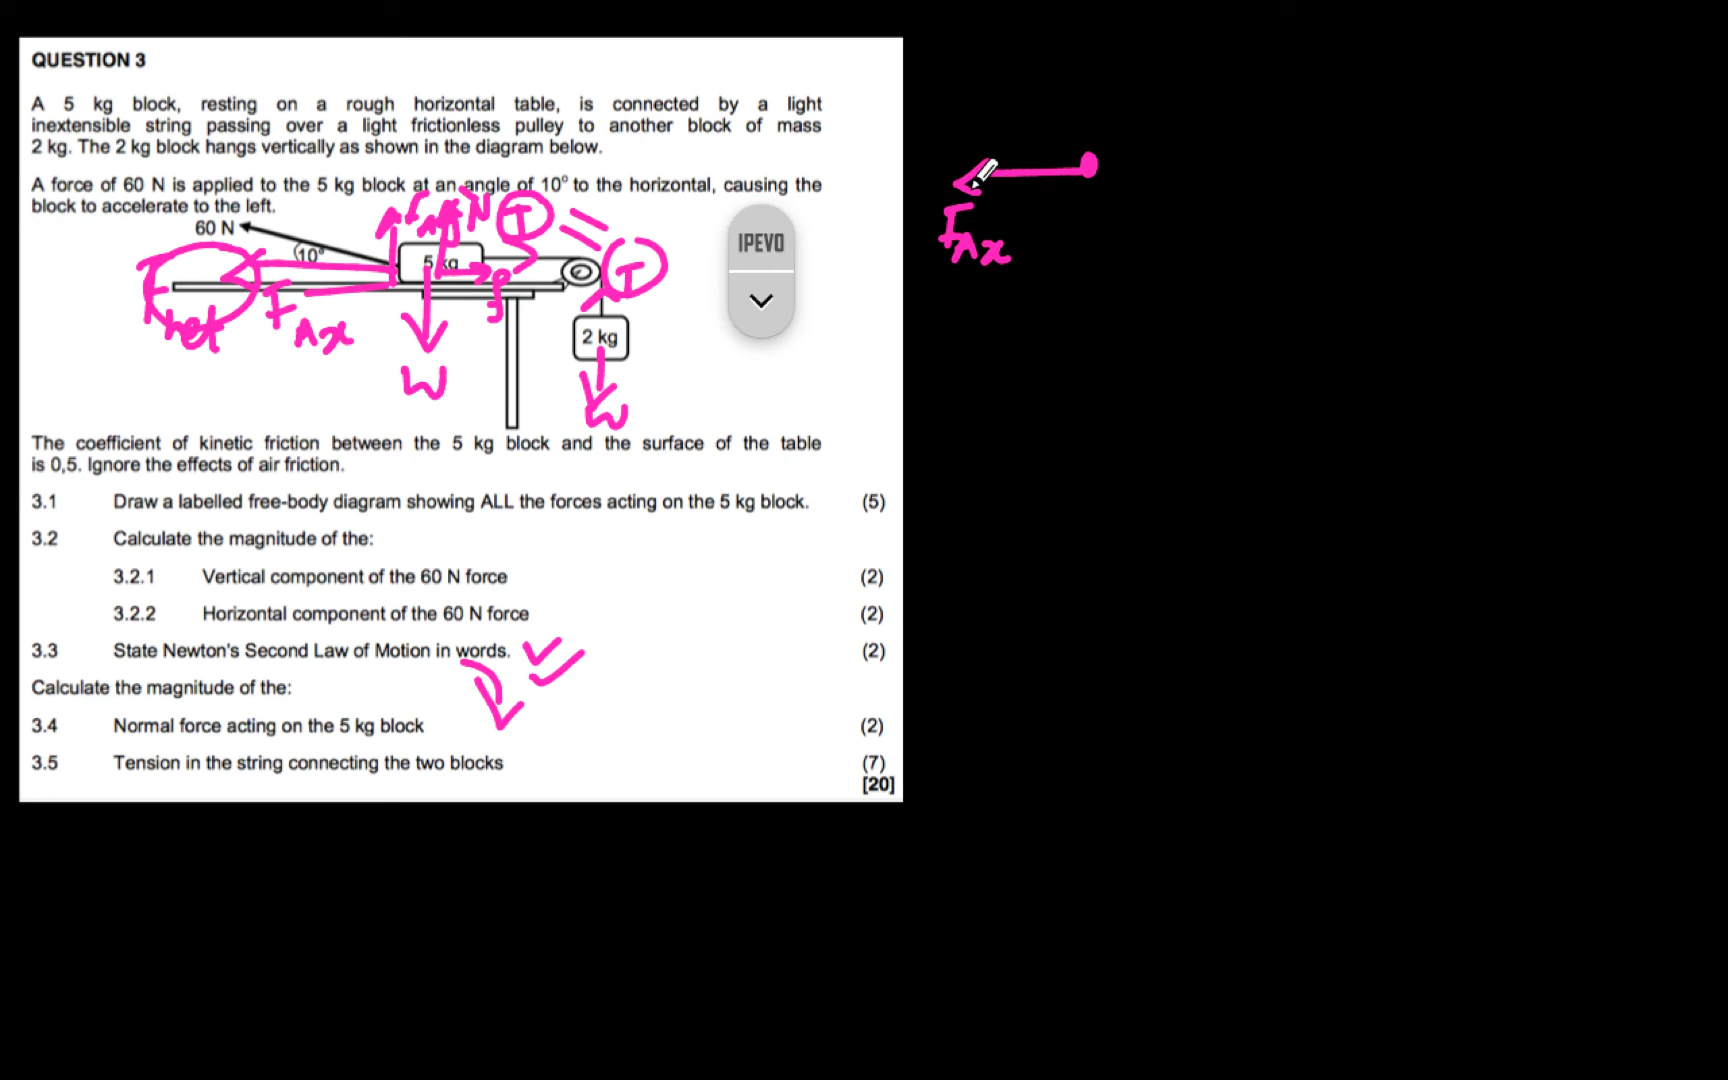 QUESTION 3
A 5 kg block, resting on a rough horizontal table, is connected by a light
inextensible string passing over a light frictionless pulley to another block of mass
2 kg. The 2 kg block hangs vertically as shown in the diagram below.
A force of 60 N is applied to the 5 kg block at an angle of 10° to the horizontal, causing the
block to accelerate to the left.
60 N
10°
N
T
T
5 kg
f
Fnet
FAx
2 kg
W
W
IPEVO
FAx
The coefficient of kinetic friction between the 5 kg block and the surface of the table
is 0,5. Ignore the effects of air friction.
3.1 Draw a labelled free-body diagram showing ALL the forces acting on the 5 kg block. (5)
3.2 Calculate the magnitude of the:
3.2.1 Vertical component of the 60 N force (2)
3.2.2 Horizontal component of the 60 N force (2)
3.3 State Newton's Second Law of Motion in words. (2)
Calculate the magnitude of the:
3.4 Normal force acting on the 5 kg block (2)
3.5 Tension in the string connecting the two blocks (7)
[20]